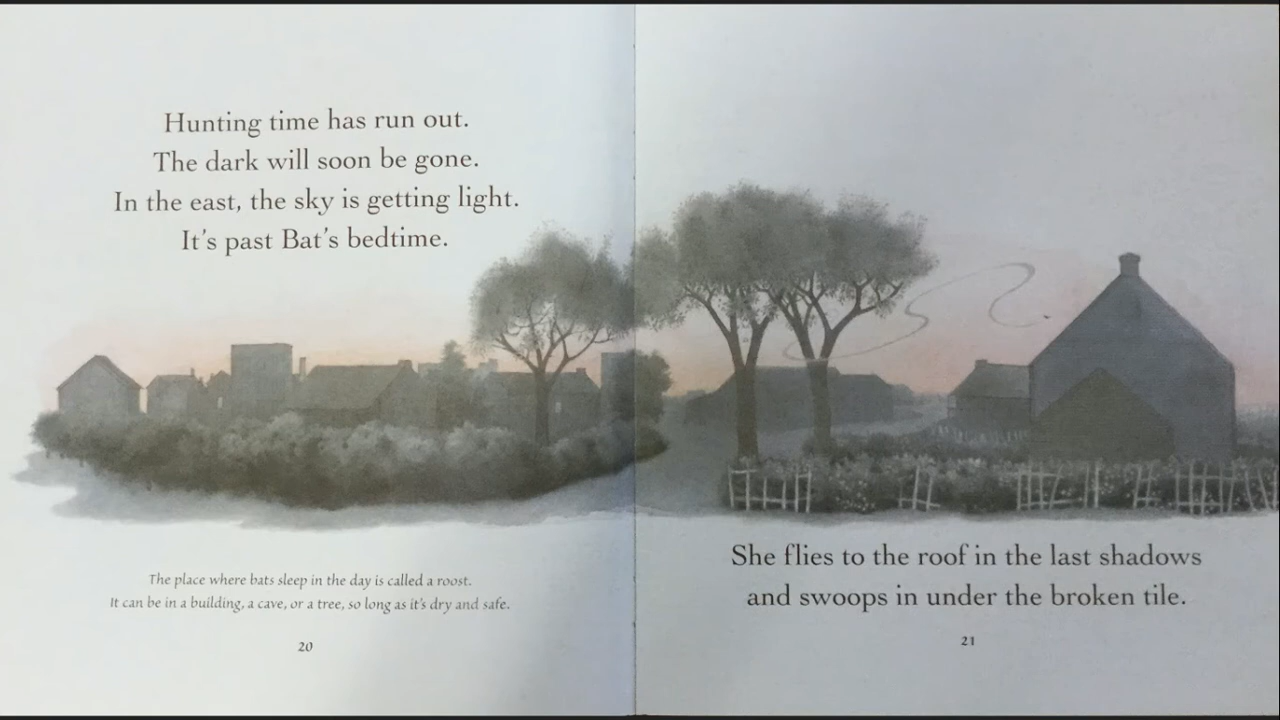 Hunting time has run out.
The dark will soon be gone.
In the east, the sky is getting light.
It's past Bat's bedtime.
The place where bats sleep in the day is called a roost.
It can be in a building, a cave, or a tree, so long as it's dry and safe.
20
She flies to the roof in the last shadows
and swoops in under the broken tile.
21